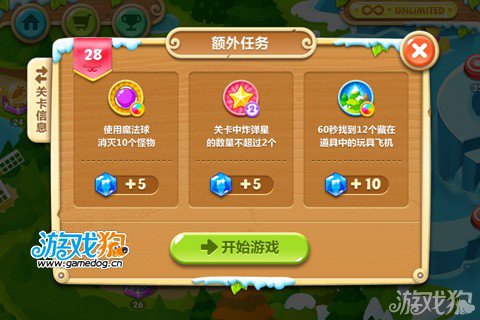 UNLIMITED
额外任务
28
关卡信息
2
使用魔法球
消灭10个怪物
关卡中炸弹星
的数量不超过2个
60秒找到12个藏在
道具中的玩具飞机
+5
+5
+10
开始游戏
游戏狗
www.gamedog.cn
24
26
游戏狗